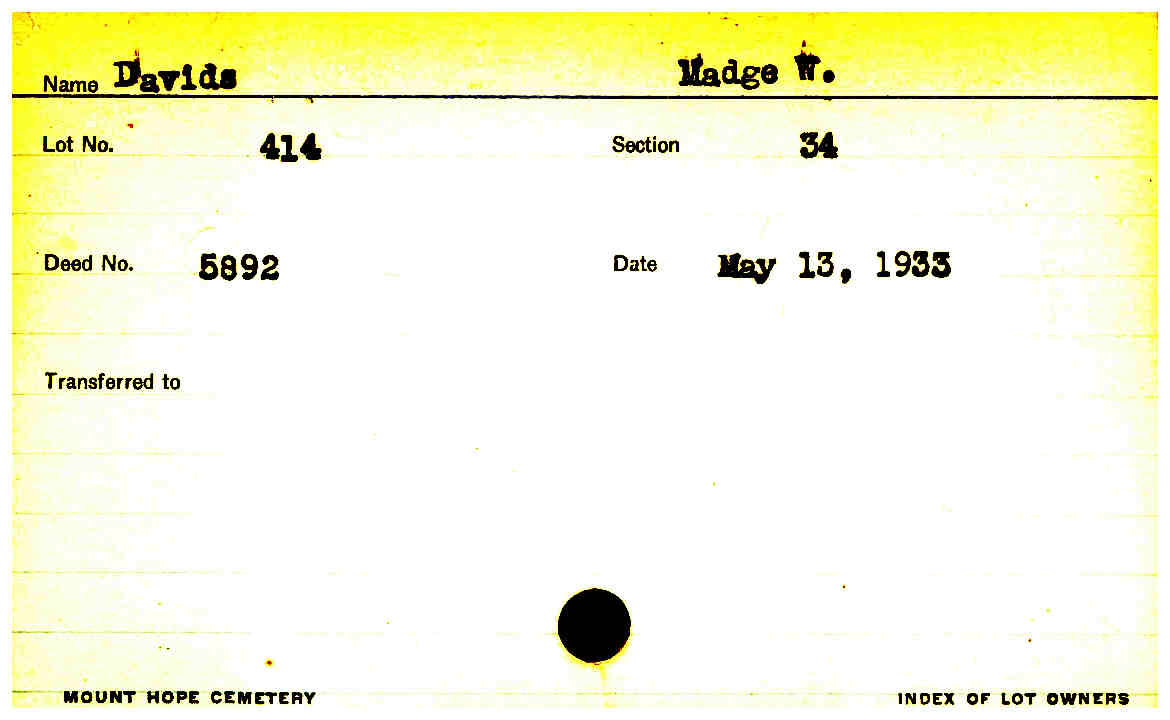 Name Davids Madge W.
Lot No. 414 Section 34
Deed No. 5892 Date May 13, 1933
Transferred to
MOUNT HOPE CEMETERY INDEX OF LOT OWNERS